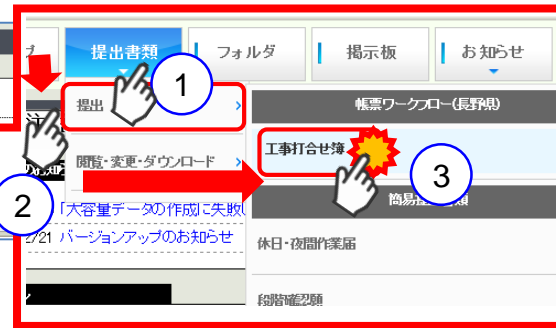 提出書類
フォルダ
掲示板
お知らせ
1
提出
帳票ワークフロー(長野県)
注
工事打合せ簿
閲覧・変更・ダウンロード
3
2
「大容量データの作成に失敗
/21 バージョンアップのお知らせ
休日・夜間作業届
段階確認願